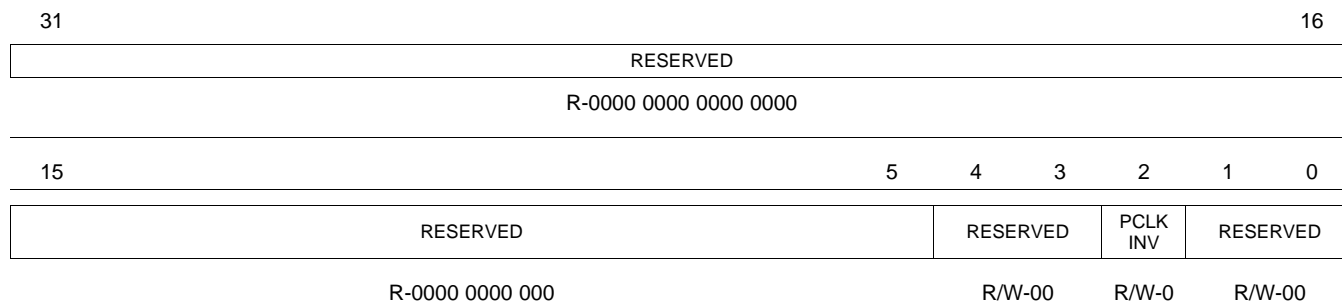 31 16
RESERVED
R-0000 0000 0000 0000
15 5 4 3 2 1 0
RESERVED RESERVED PCLK INV RESERVED
R-0000 0000 000 R/W-00 R/W-0 R/W-00